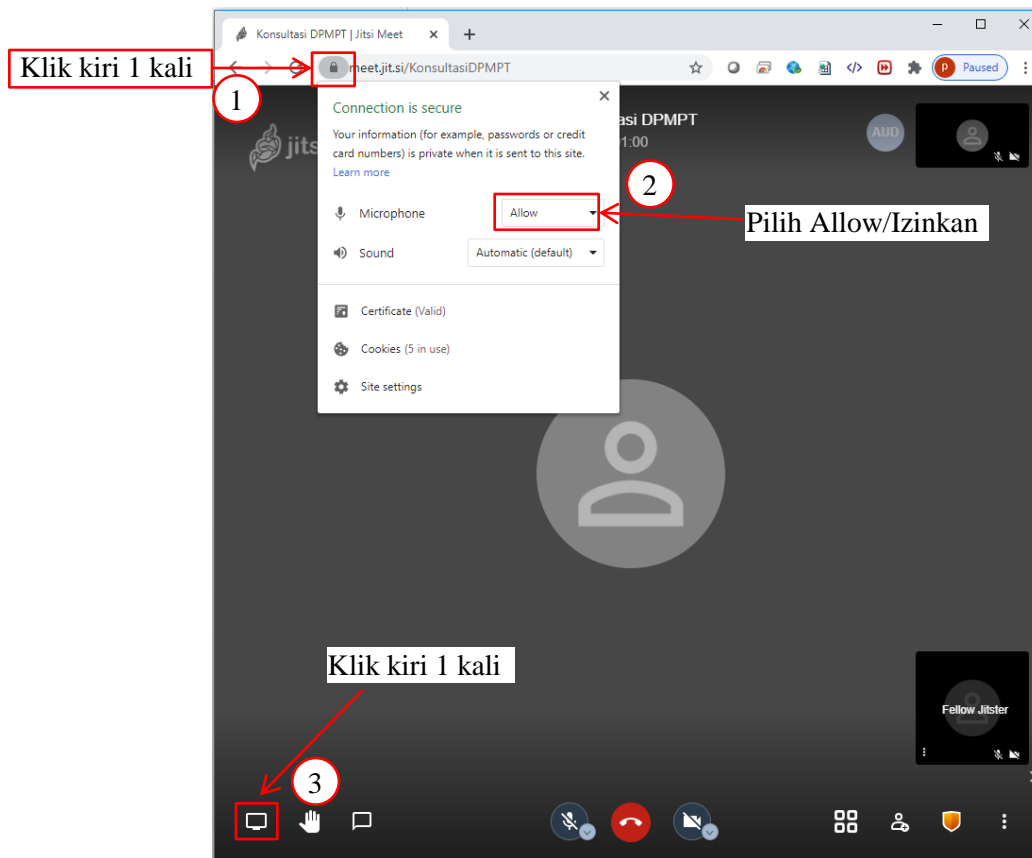 Konsultasi DPMPT | Jitsi Meet
Klik kiri 1 kali
meet.jit.si/KonsultasiDPMPT
P Paused
1
Connection is secure
Your information (for example, passwords or credit
card numbers) is private when it is sent to this site.
Learn more
jits
asi DPMPT
01:00
AUD
2
Microphone
Allow
Pilih Allow/Izinkan
Sound
Automatic (default)
Certificate (Valid)
Cookies (5 in use)
Site settings
Klik kiri 1 kali
Fellow Jitster
3